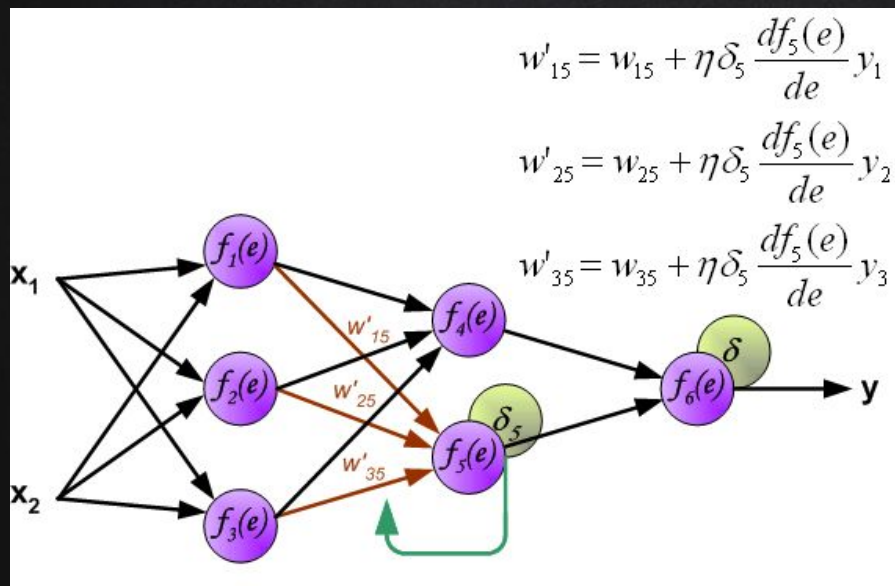 w'₁₅ = w₁₅ + ηδ₅ df₅(e)/de y₁
w'₂₅ = w₂₅ + ηδ₅ df₅(e)/de y₂
w'₃₅ = w₃₅ + ηδ₅ df₅(e)/de y₃
x₁
x₂
f₁(e)
f₂(e)
f₃(e)
w'₁₅
w'₂₅
w'₃₅
f₄(e)
δ₅
f₅(e)
δ
f₆(e)
y